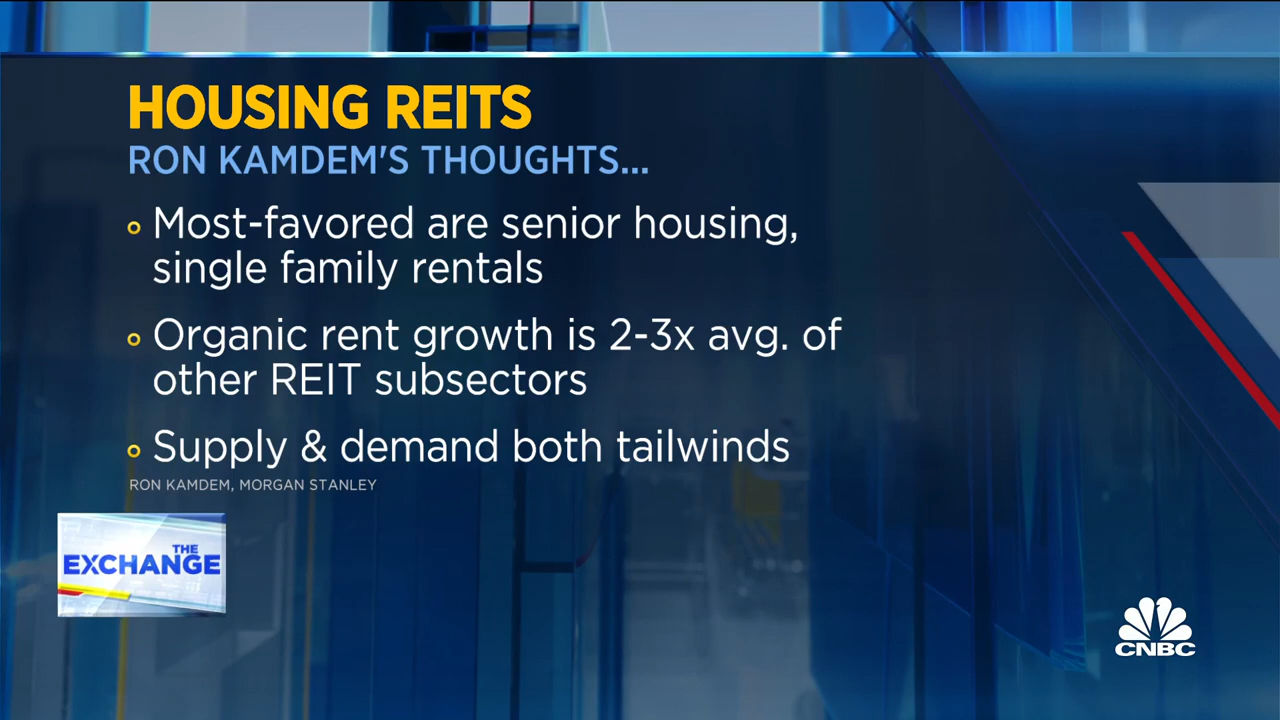 HOUSING REITS
RON KAMDEM'S THOUGHTS...
Most-favored are senior housing,
single family rentals
Organic rent growth is 2-3x avg. of
other REIT subsectors
Supply & demand both tailwinds
RON KAMDEM, MORGAN STANLEY
THE
EXCHANGE
CNBC